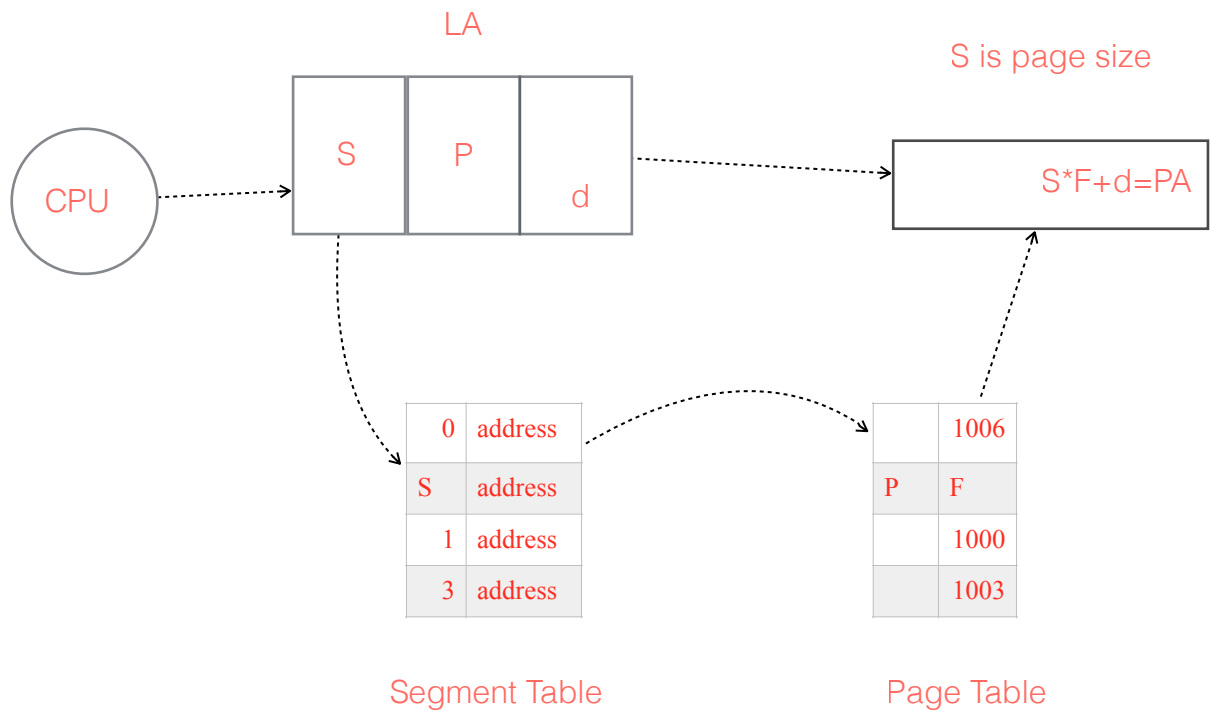 LA
S is page size
CPU
S
P
d
S*F+d=PA
0 address
S address
1 address
3 address
1006
P F
1000
1003
Segment Table
Page Table